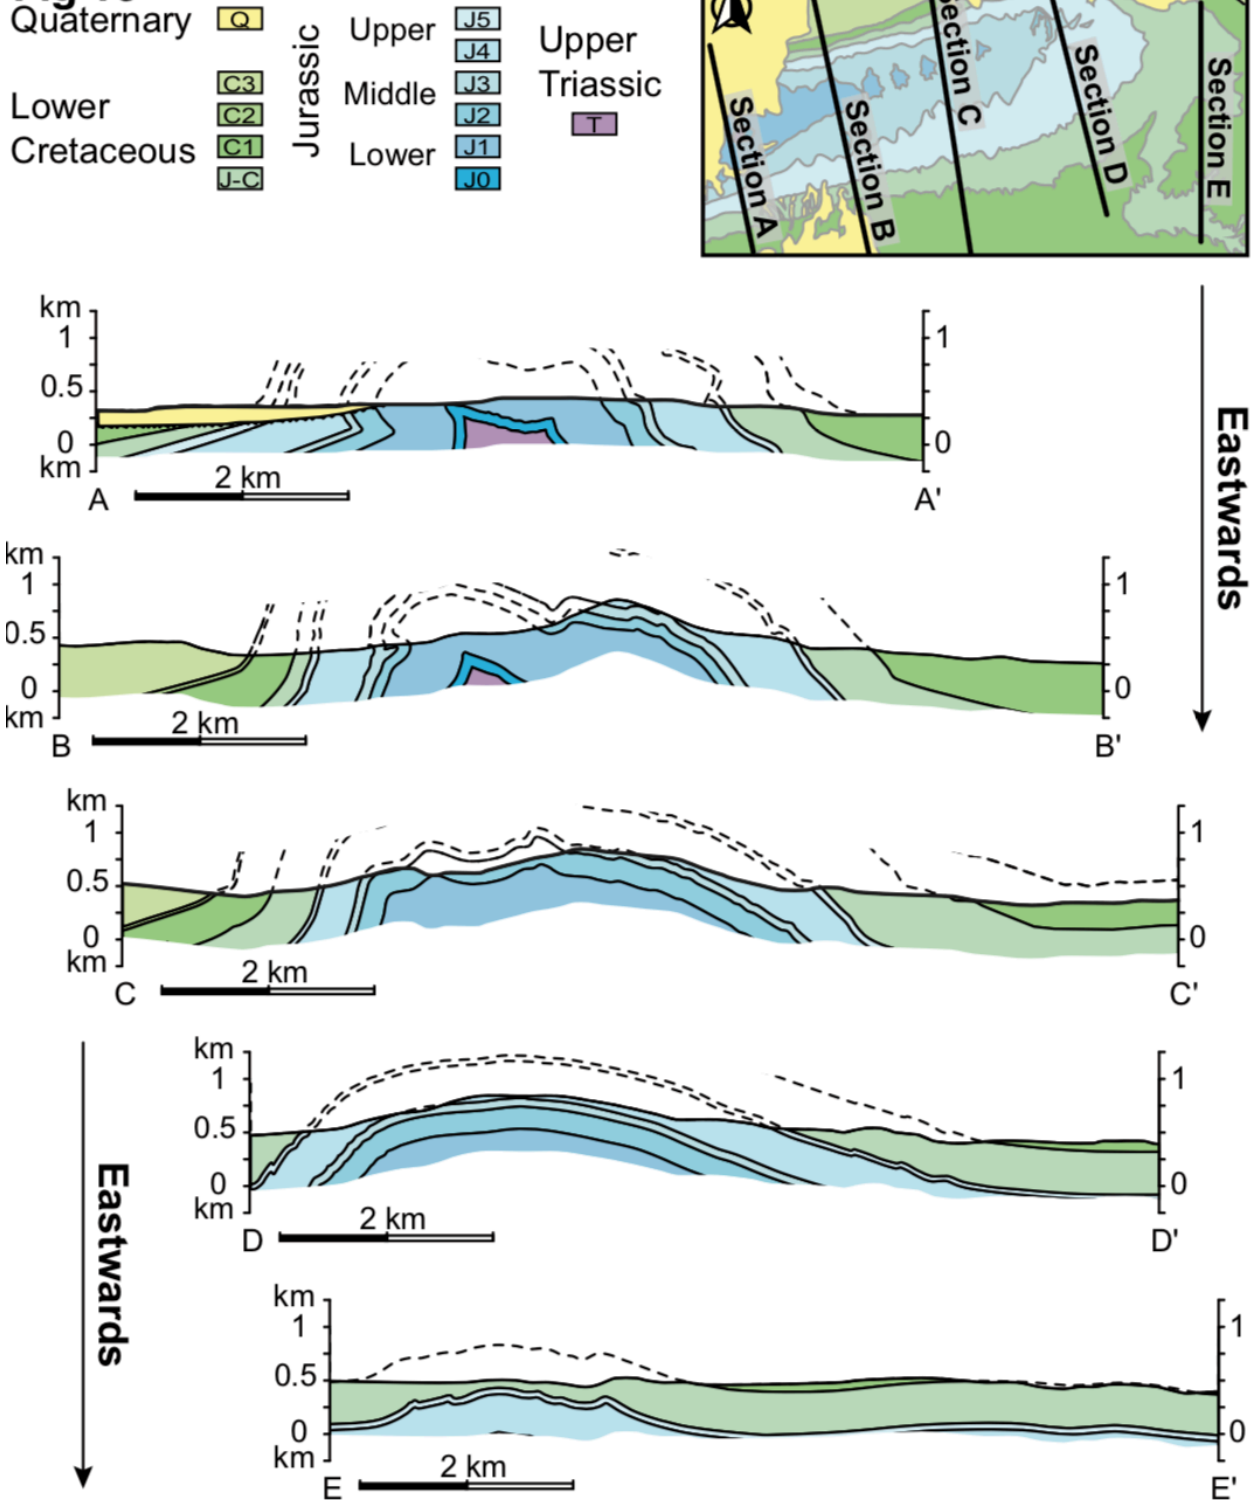 Quaternary Q
Lower
Cretaceous
C3
C2
C1
J-C
Jurassic
Upper
Middle
Lower
J5
J4
J3
J2
J1
J0
Upper
Triassic
T
Section A
Section B
Section C
Section D
Section E
Eastwards
km
1
0.5
0
km
1
0
2 km
A A'
km
1
0.5
0
km
1
0
2 km
B B'
km
1
0.5
0
km
1
0
2 km
C C'
Eastwards
km
1
0.5
0
km
1
0
2 km
D D'
km
1
0.5
0
km
1
0
2 km
E E'